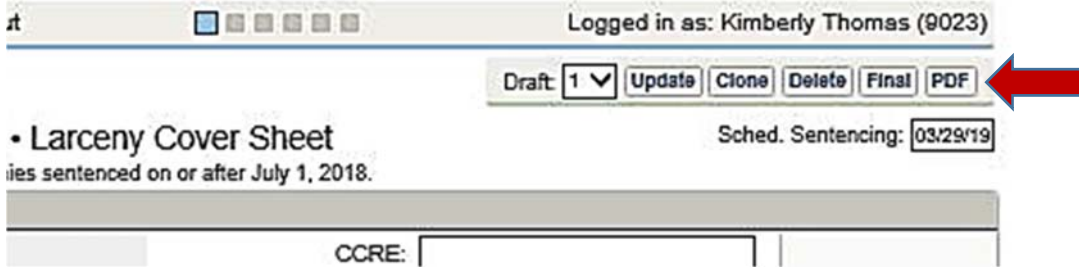 ut Logged in as: Kimberly Thomas (9023)
Draft: 1 Update Clone Delete Final PDF
• Larceny Cover Sheet Sched. Sentencing: 03/29/19
ies sentenced on or after July 1, 2018.
CCRE: